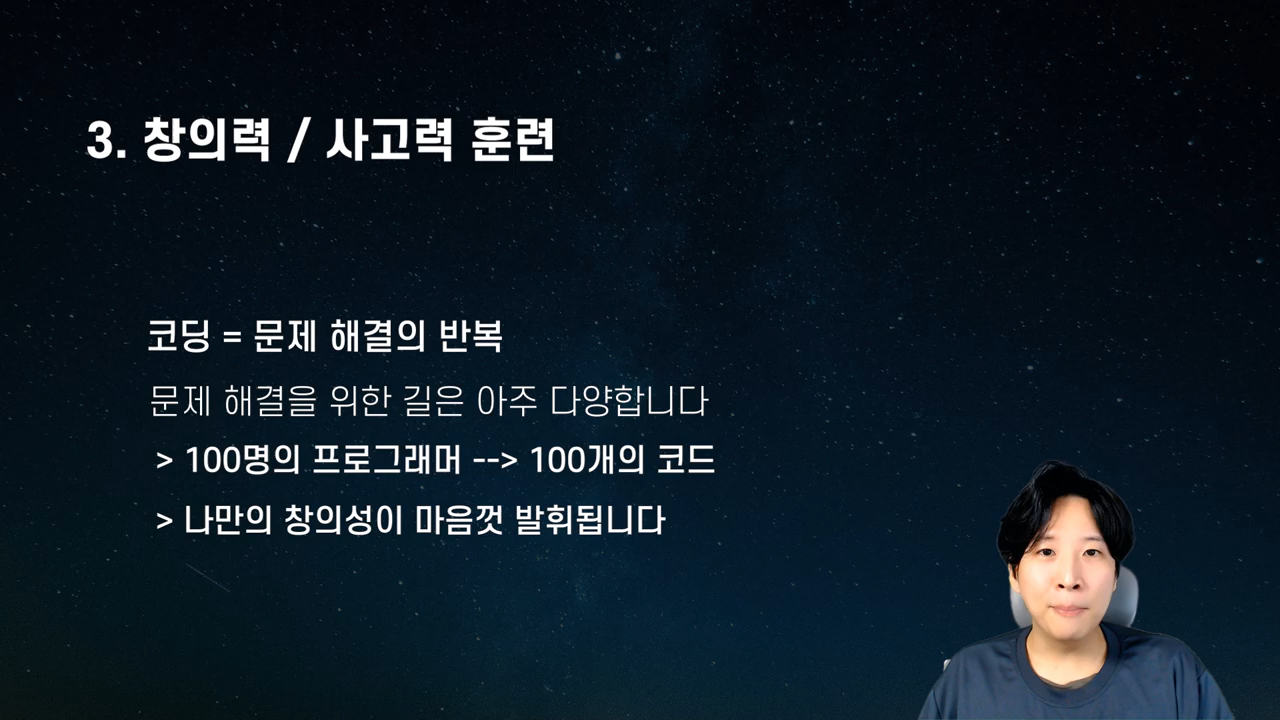 3. 창의력 / 사고력 훈련
코딩 = 문제 해결의 반복
문제 해결을 위한 길은 아주 다양합니다
> 100명의 프로그래머 --> 100개의 코드
> 나만의 창의성이 마음껏 발휘됩니다